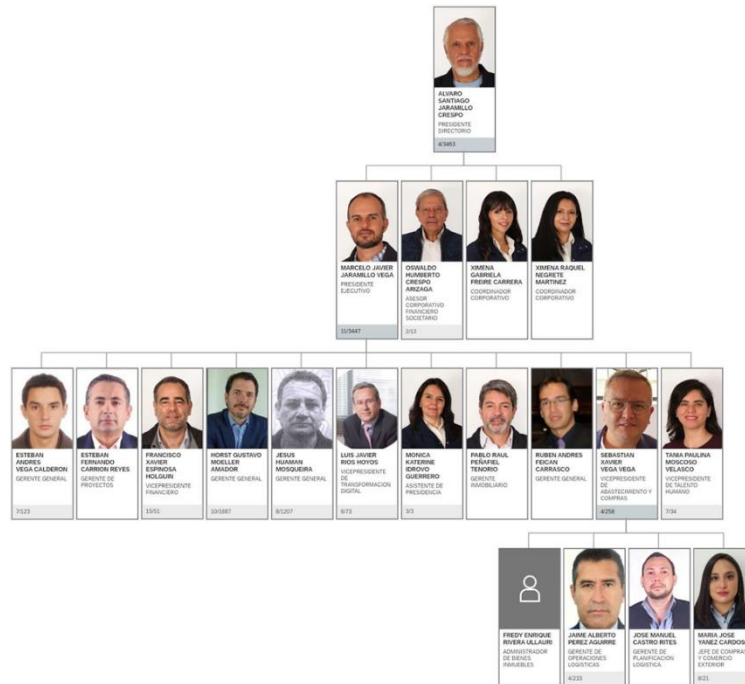 ALVARO
SANTIAGO
JARAMILLO
CRESPO
PRESIDENTE
DIRECTORIO
4/3463
MARCELO JAVIER
JARAMILLO VEGA
PRESIDENTE
EJECUTIVO
11/3447
OSWALDO
HUMBERTO
CRESPO
ARIZAGA
ASESOR
CORPORATIVO
FINANCIERO
SOCIETARIO
2/12
XIMENA
GABRIELA
FREIRE CARRERA
COORDINADOR
CORPORATIVO
XIMENA RAQUEL
NEGRETE
MARTINEZ
COORDINADOR
CORPORATIVO
ESTEBAN
ANDRES
VEGA CALDERON
GERENTE GENERAL
7/123
ESTEBAN
FERNANDO
CARRION REYES
GERENTE DE
PROYECTOS
FRANCISCO
XAVIER
ESPINOSA
HOLGUIN
VICEPRESIDENTE
FINANCIERO
15/51
HORST GUSTAVO
MOELLER
AMADOR
GERENTE GENERAL
JESUS
HUAMAN
MOSQUEIRA
GERENTE GENERAL
8/1207
LUIS JAVIER
RIOS HOYOS
VICEPRESIDENTE
DE
TRANSFORMACION
DIGITAL
6/73
MONICA
KATERINE
IDROVO
GUERRERO
ASISTENTE DE
PRESIDENCIA
3/3
PABLO RAUL
PEÑAFIEL
TENORIO
GERENTE
INMOBILIARIO
RUBEN ANDRES
FEICAN
CARRASCO
GERENTE GENERAL
SEBASTIAN
XAVIER
VEGA VEGA
VICEPRESIDENTE
DE
ABASTECIMIENTO Y
COMPRAS
4/258
TANIA PAULINA
MOSCOSO
VELASCO
VICEPRESIDENTE
DE TALENTO
HUMANO
7/34
FREDY ENRIQUE
RIVERA ULLAURI
ADMINISTRADOR
DE BIENES
INMUEBLES
JAIME ALBERTO
PEREZ AGUIRRE
GERENTE DE
OPERACIONES
LOGISTICAS
4/233
JOSE MANUEL
CASTRO RITES
GERENTE DE
PLANIFICACION
LOGISTICA
MARIA JOSE
YANEZ CARDOS
JEFE DE COMPRAS
Y COMERCIO
EXTERIOR
8/21